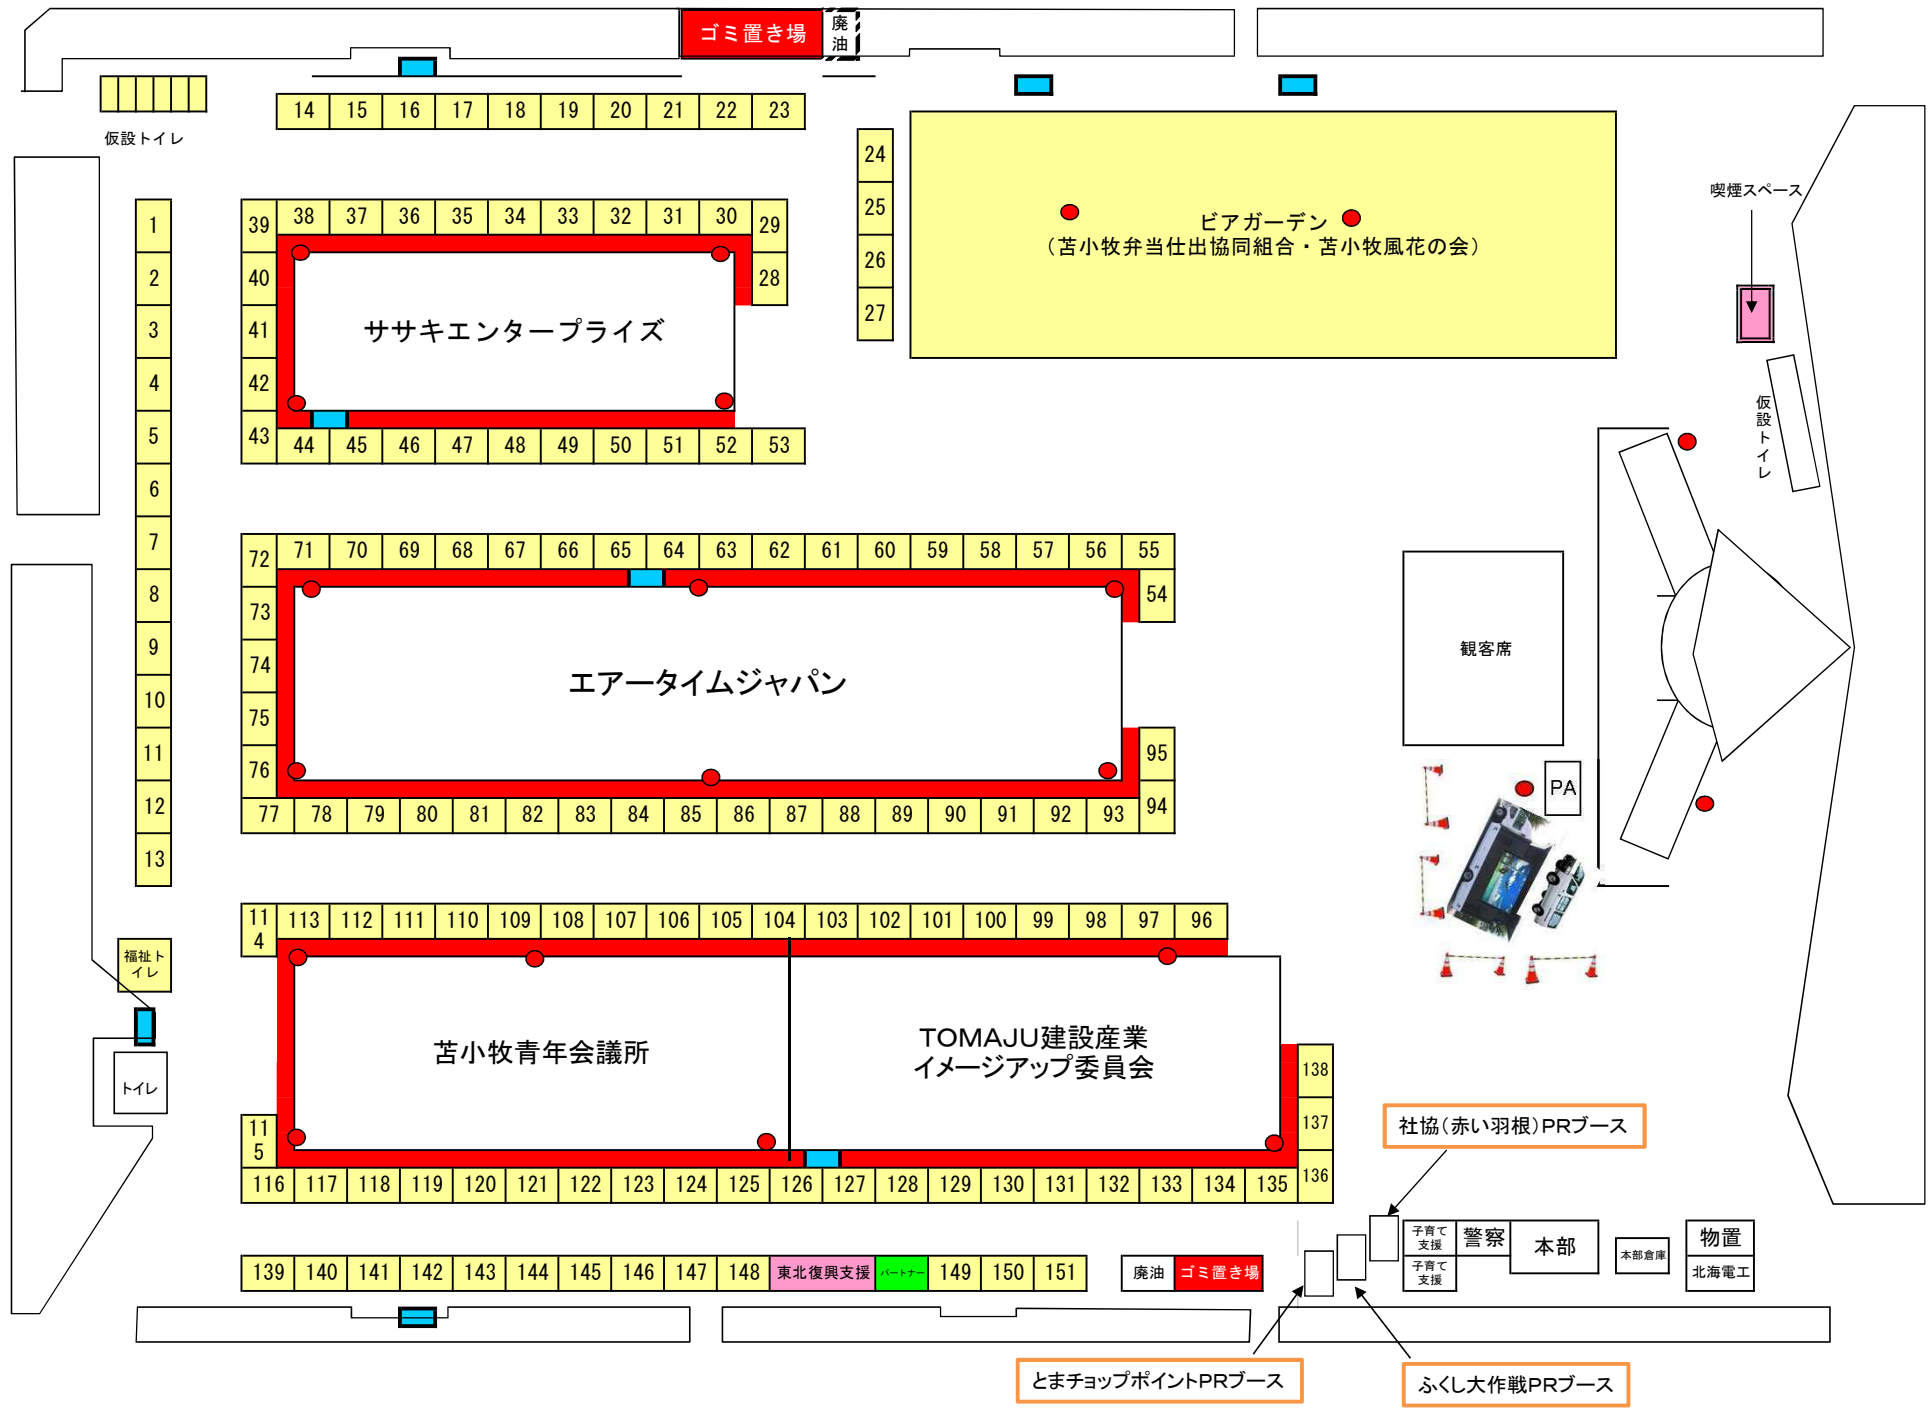 ゴミ置き場
廃
油
仮設トイレ
14 15 16 17 18 19 20 21 22 23
24
25
26
27
ビアガーデン
（苫小牧弁当仕出協同組合・苫小牧風花の会）
喫煙スペース
仮設トイレ
1
2
3
4
5
6
7
8
9
10
11
12
13
39 38 37 36 35 34 33 32 31 30 29
40 28
41
42
43 44 45 46 47 48 49 50 51 52 53
ササキエンタープライズ
72 71 70 69 68 67 66 65 64 63 62 61 60 59 58 57 56 55
73 54
74
75
76
95
94
77 78 79 80 81 82 83 84 85 86 87 88 89 90 91 92 93
エアータイムジャパン
観客席
PA
11
4
113 112 111 110 109 108 107 106 105 104 103 102 101 100 99 98 97 96
福祉ト
イレ
トイレ
苫小牧青年会議所
TOMAJU建設産業
イメージアップ委員会
138
137
136
11
5
116 117 118 119 120 121 122 123 124 125 126 127 128 129 130 131 132 133 134 135
社協（赤い羽根）PRブース
139 140 141 142 143 144 145 146 147 148 東北復興支援 パートナー 149 150 151
廃油
ゴミ置き場
子育て
支援
子育て
支援
警察
本部
本部倉庫
物置
北海電工
とまチョップポイントPRブース
ふくし大作戦PRブース